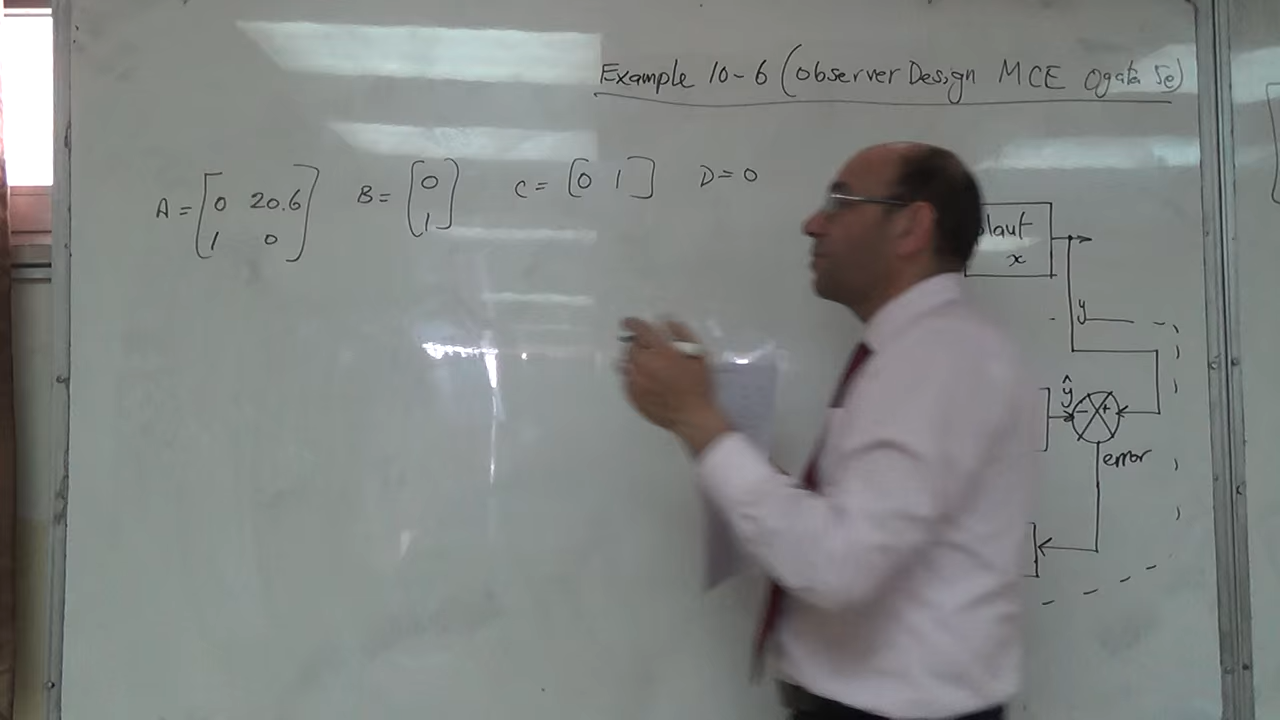 Example 10-6 (Observer Design MCE Ogata 5e)
A = [0 20.6
1 0] B = [0
1] C = [0 1] D = 0
x
y
ŷ - +
error